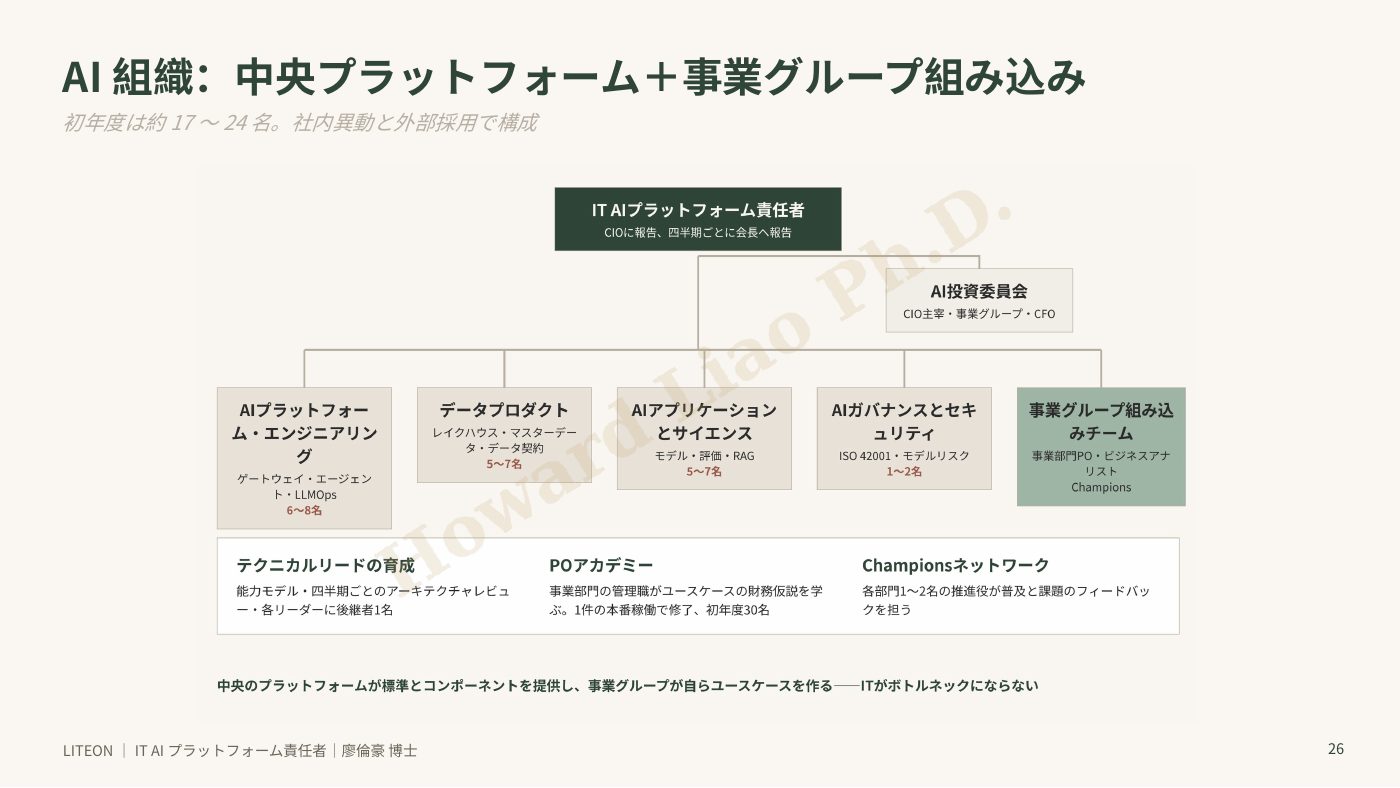 AI 組織：中央プラットフォーム＋事業グループ組み込み
初年度は約 17 〜 24 名。社内異動と外部採用で構成
IT AIプラットフォーム責任者
CIOに報告、四半期ごとに会長へ報告
AI投資委員会
CIO主宰・事業グループ・CFO
AIプラットフォー
ム・エンジニアリン
グ
ゲートウェイ・エージェン
ト・LLMOps
6〜8名
データプロダクト
レイクハウス・マスターデー
タ・データ契約
5〜7名
AIアプリケーション
とサイエンス
モデル・評価・RAG
5〜7名
AIガバナンスとセキ
ュリティ
ISO 42001・モデルリスク
1〜2名
事業グループ組み込
みチーム
事業部門PO・ビジネスアナ
リスト
Champions
テクニカルリードの育成
能力モデル・四半期ごとのアーキテクチャレビュ
ー・各リーダーに後継者1名
POアカデミー
事業部門の管理職がユースケースの財務仮説を学
ぶ。1件の本番稼働で修了、初年度30名
Championsネットワーク
各部門1〜2名の推進役が普及と課題のフィードバッ
クを担う
中央のプラットフォームが標準とコンポーネントを提供し、事業グループが自らユースケースを作る——ITがボトルネックにならない
Howard Liao Ph.D.
LITEON ｜ IT AI プラットフォーム責任者｜廖倫豪 博士
26